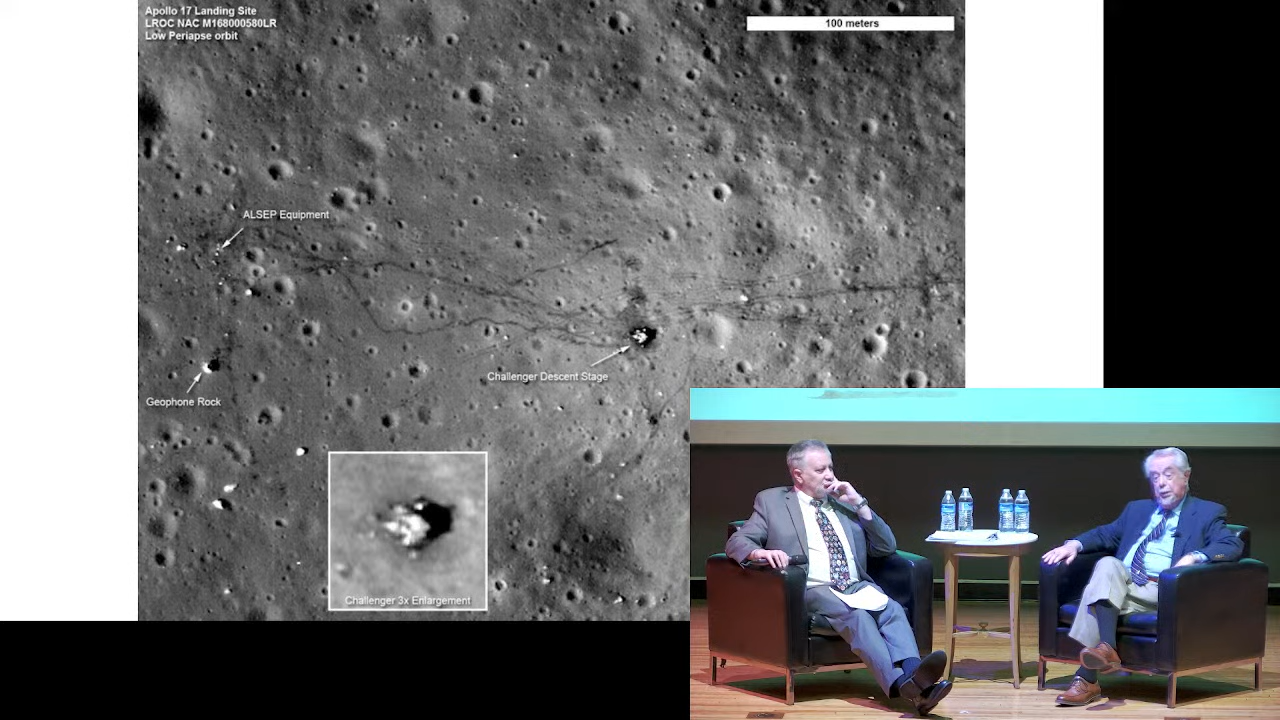 Apollo 17 Landing Site
LROC NAC M168000580LR
Low Periapse orbit
100 meters
ALSEP Equipment
Challenger Descent Stage
Geophone Rock
Challenger 3x Enlargement